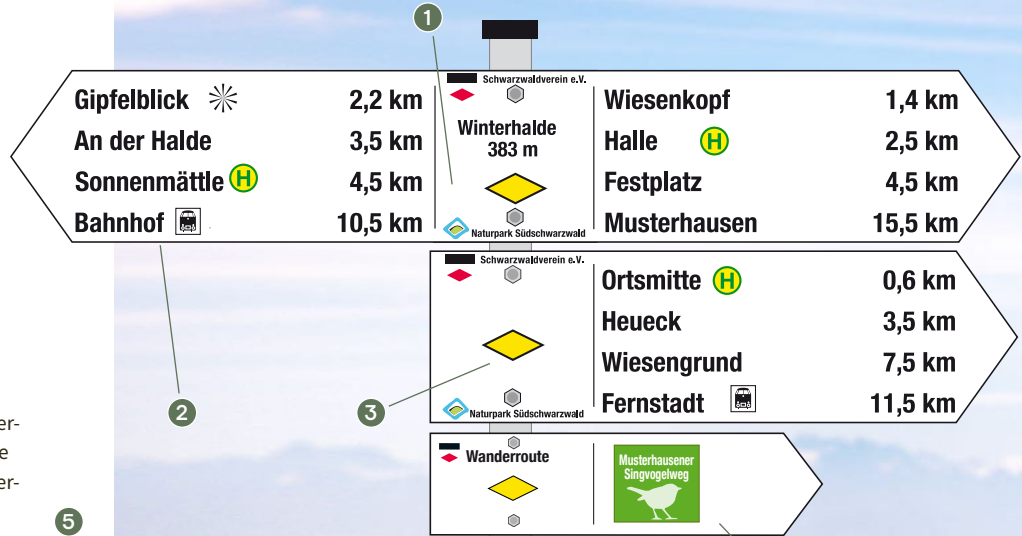 1
Gipfelblick 2,2 km
An der Halde 3,5 km
Sonnenmättle H 4,5 km
Bahnhof 10,5 km
Schwarzwaldverein e.V.
Winterhalde
383 m
Naturpark Südschwarzwald
Wiesenkopf 1,4 km
Halle H 2,5 km
Festplatz 4,5 km
Musterhausen 15,5 km
Schwarzwaldverein e.V.
Naturpark Südschwarzwald
Ortsmitte H 0,6 km
Heueck 3,5 km
Wiesengrund 7,5 km
Fernstadt 11,5 km
2
3
Wanderroute
Musterhausener
Singvogelweg
er-
e
er-
5